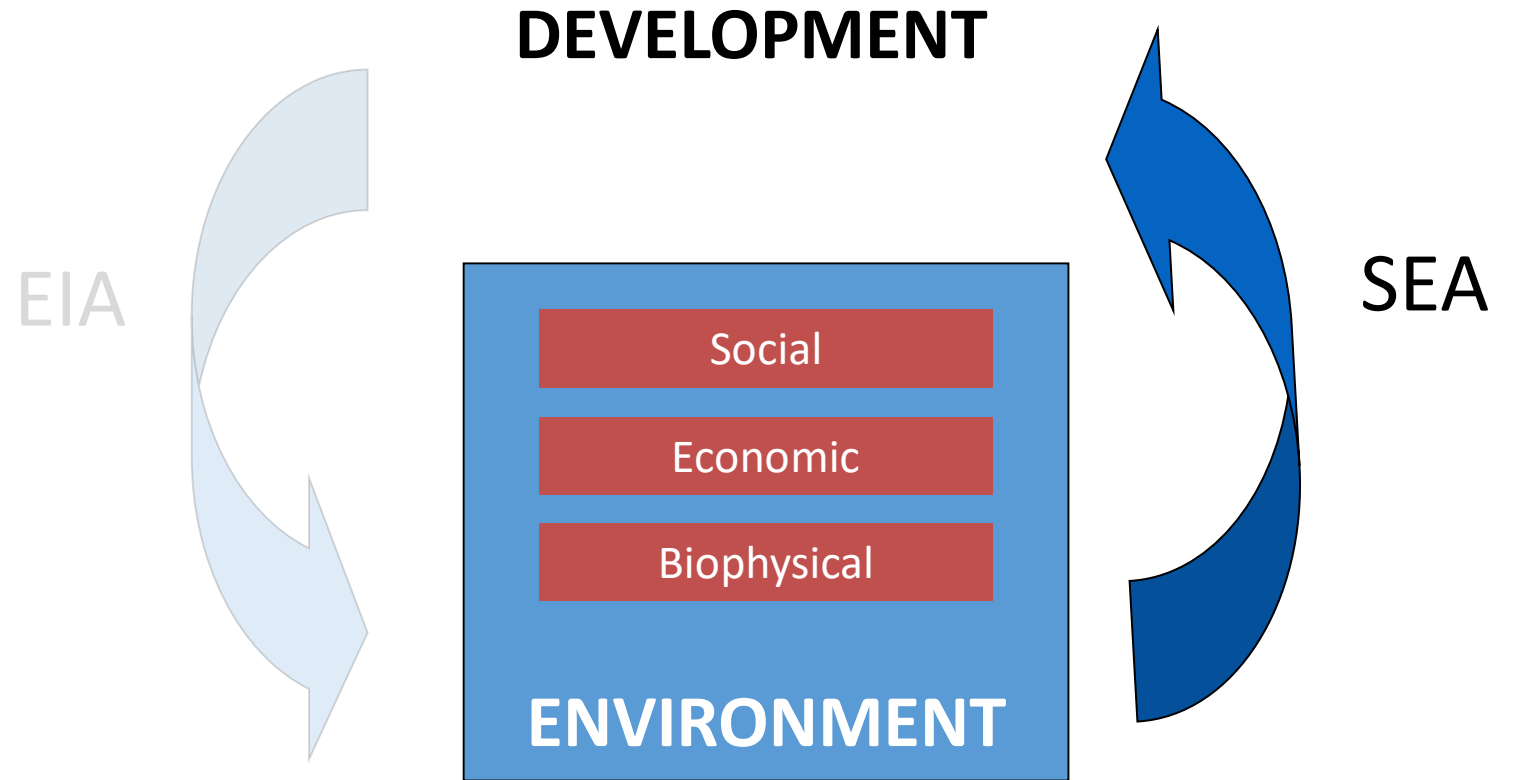 DEVELOPMENT
EIA
SEA
Social
Economic
Biophysical
ENVIRONMENT